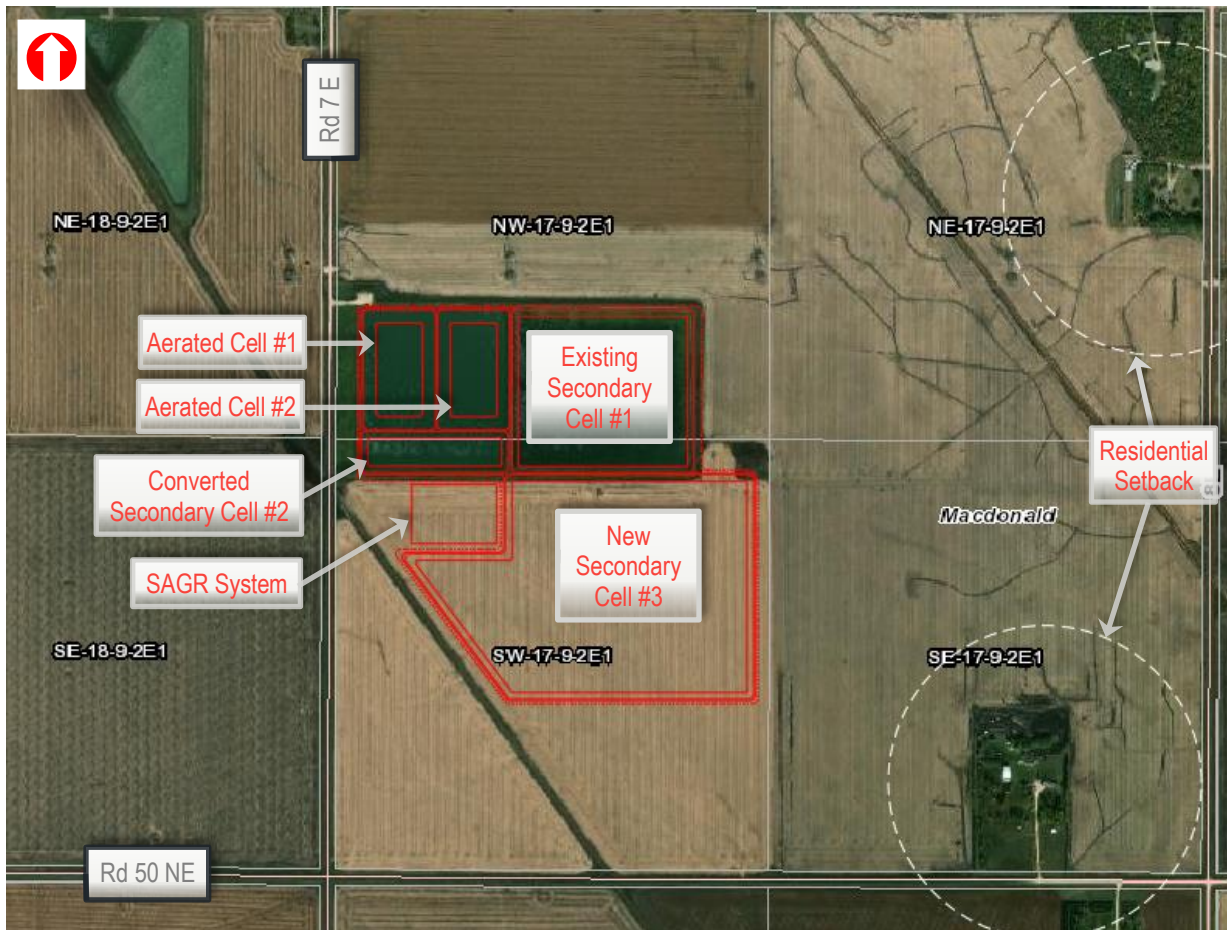 Rd 7 E
NE-18-9-2E1
NW-17-9-2E1
NE-17-9-2E1
Aerated Cell #1
Aerated Cell #2
Existing
Secondary
Cell #1
Converted
Secondary Cell #2
SAGR System
New
Secondary
Cell #3
Residential
Setback
Macdonald
SE-18-9-2E1
SW-17-9-2E1
SE-17-9-2E1
Rd 50 NE